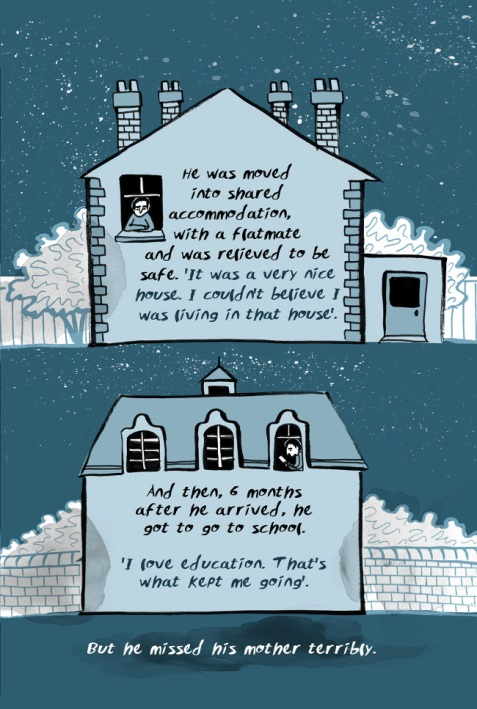 He was moved
into shared
accommodation,
with a flatmate
and was relieved to be
safe. 'It was a very nice
house. I couldn't believe I
was living in that house'.
And then, 6 months
after he arrived, he
got to go to school.
'I love education. That's
what kept me going'.
But he missed his mother terribly.